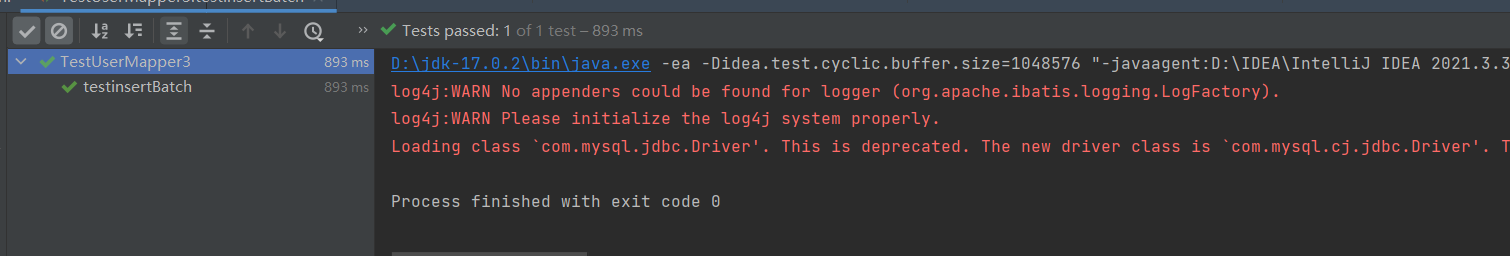 TestUserMapper3.testinsertBatch
Tests passed: 1 of 1 test – 893 ms
TestUserMapper3 893 ms
testinsertBatch 893 ms
D:\jdk-17.0.2\bin\java.exe -ea -Didea.test.cyclic.buffer.size=1048576 "-javaagent:D:\IDEA\IntelliJ IDEA 2021.3.3
log4j:WARN No appenders could be found for logger (org.apache.ibatis.logging.LogFactory).
log4j:WARN Please initialize the log4j system properly.
Loading class `com.mysql.jdbc.Driver'. This is deprecated. The new driver class is `com.mysql.cj.jdbc.Driver'. T
Process finished with exit code 0